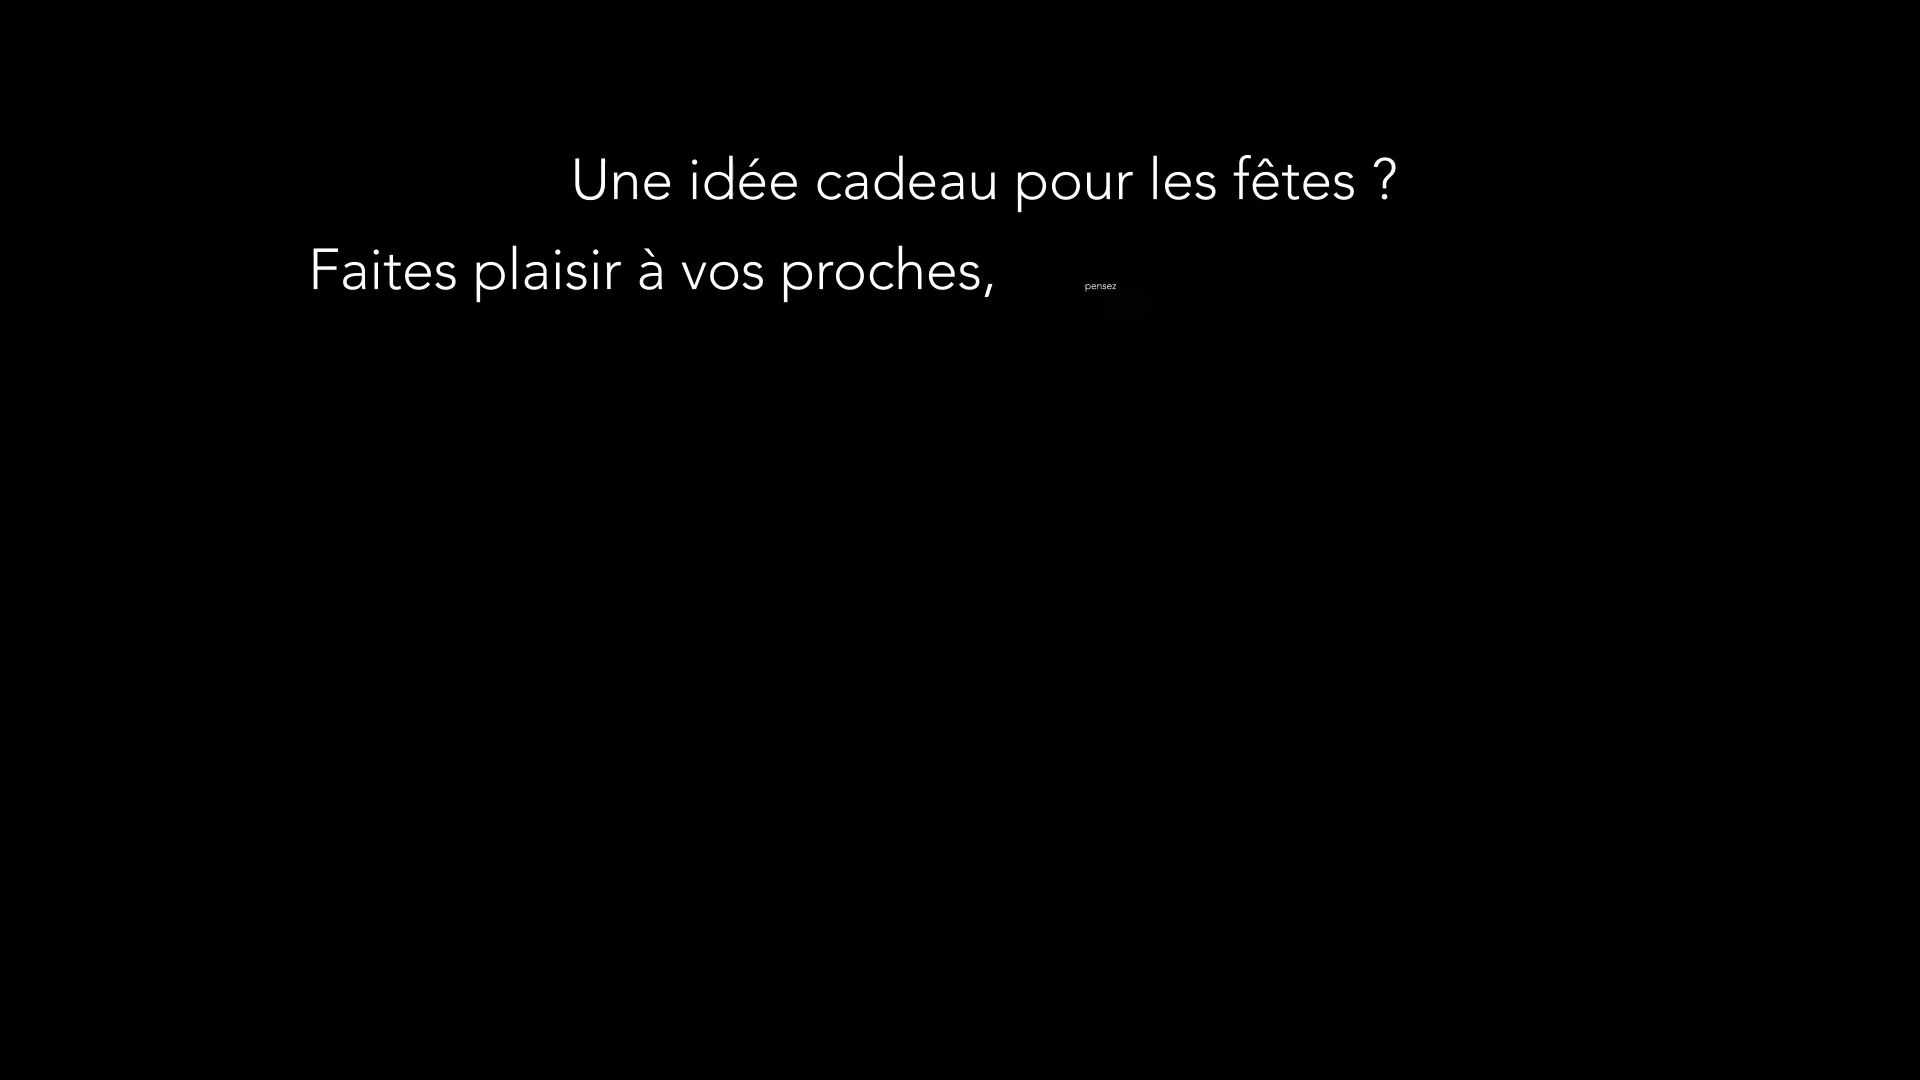 Une idée cadeau pour les fêtes ?
Faites plaisir à vos proches, pensez